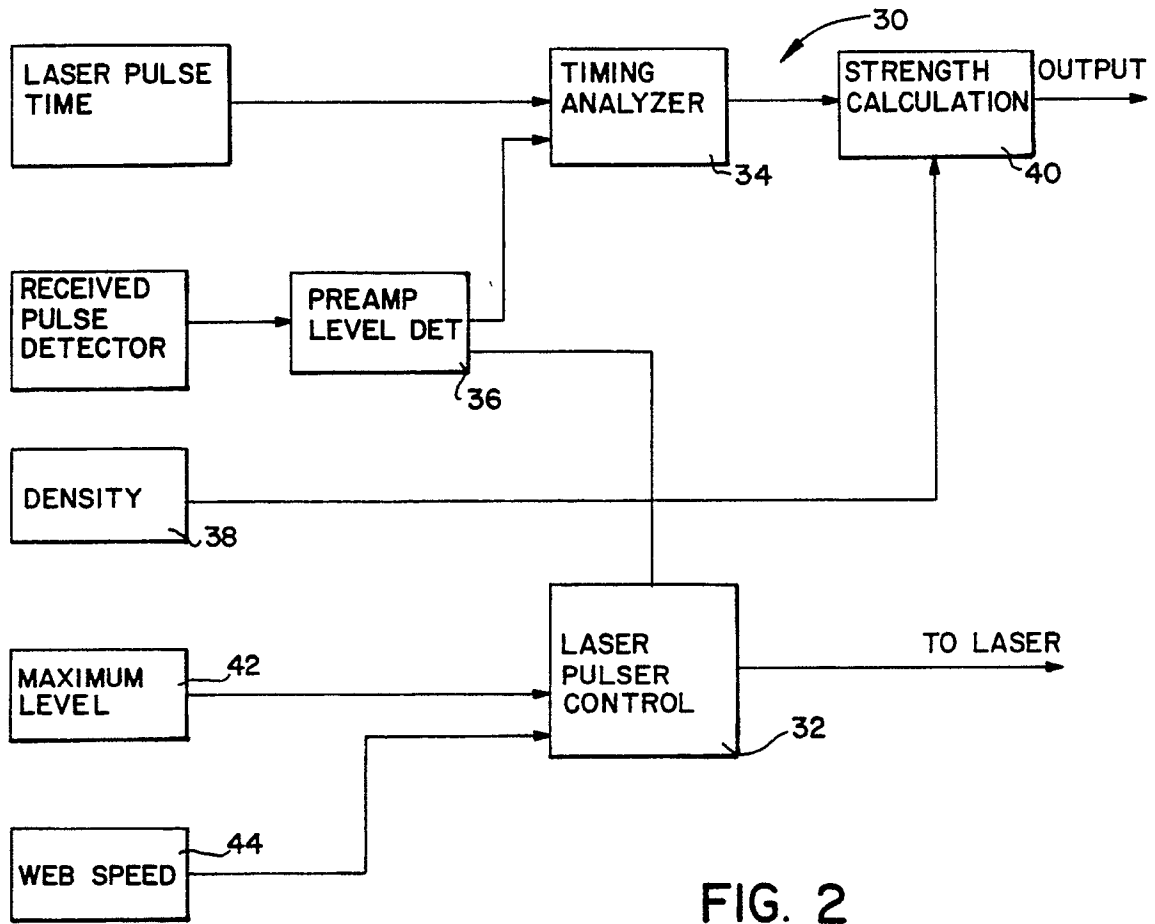 30
LASER PULSE
TIME
TIMING
ANALYZER
34
STRENGTH
CALCULATION
40
OUTPUT
RECEIVED
PULSE
DETECTOR
PREAMP
LEVEL DET
36
DENSITY
38
MAXIMUM
LEVEL
42
LASER
PULSER
CONTROL
32
TO LASER
WEB SPEED
44
FIG. 2